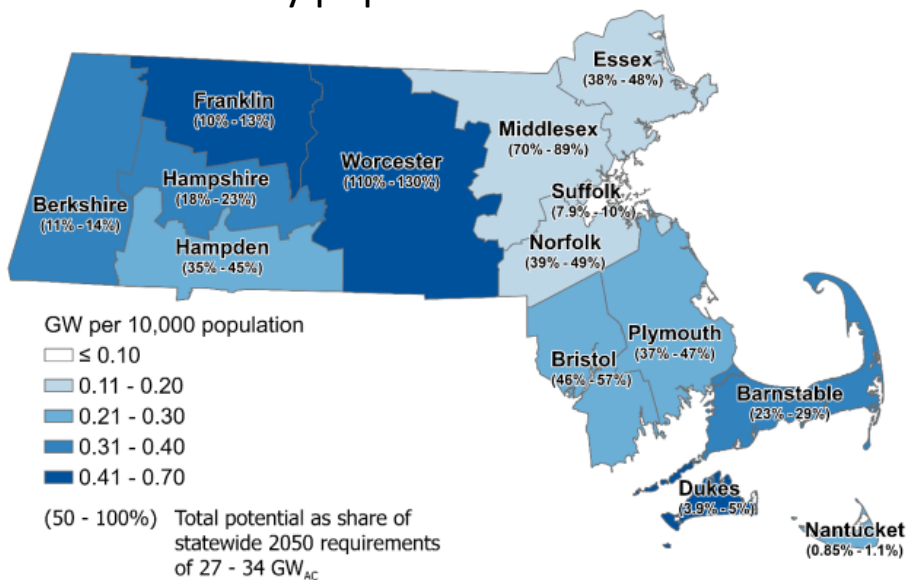 Essex
(38% - 48%)
Franklin
(10% - 13%)
Middlesex
(70% - 89%)
Worcester
(110% - 130%)
Hampshire
(18% - 23%)
Suffolk
(7.9% - 10%)
Berkshire
(11% - 14%)
Hampden
(35% - 45%)
Norfolk
(39% - 49%)
GW per 10,000 population
≤ 0.10
0.11 - 0.20
0.21 - 0.30
0.31 - 0.40
0.41 - 0.70
Plymouth
(37% - 47%)
Bristol
(46% - 57%)
Barnstable
(23% - 29%)
Dukes
(3.9% - 5%)
Nantucket
(0.85% - 1.1%)
(50 - 100%) Total potential as share of
statewide 2050 requirements
of 27 - 34 GWAC